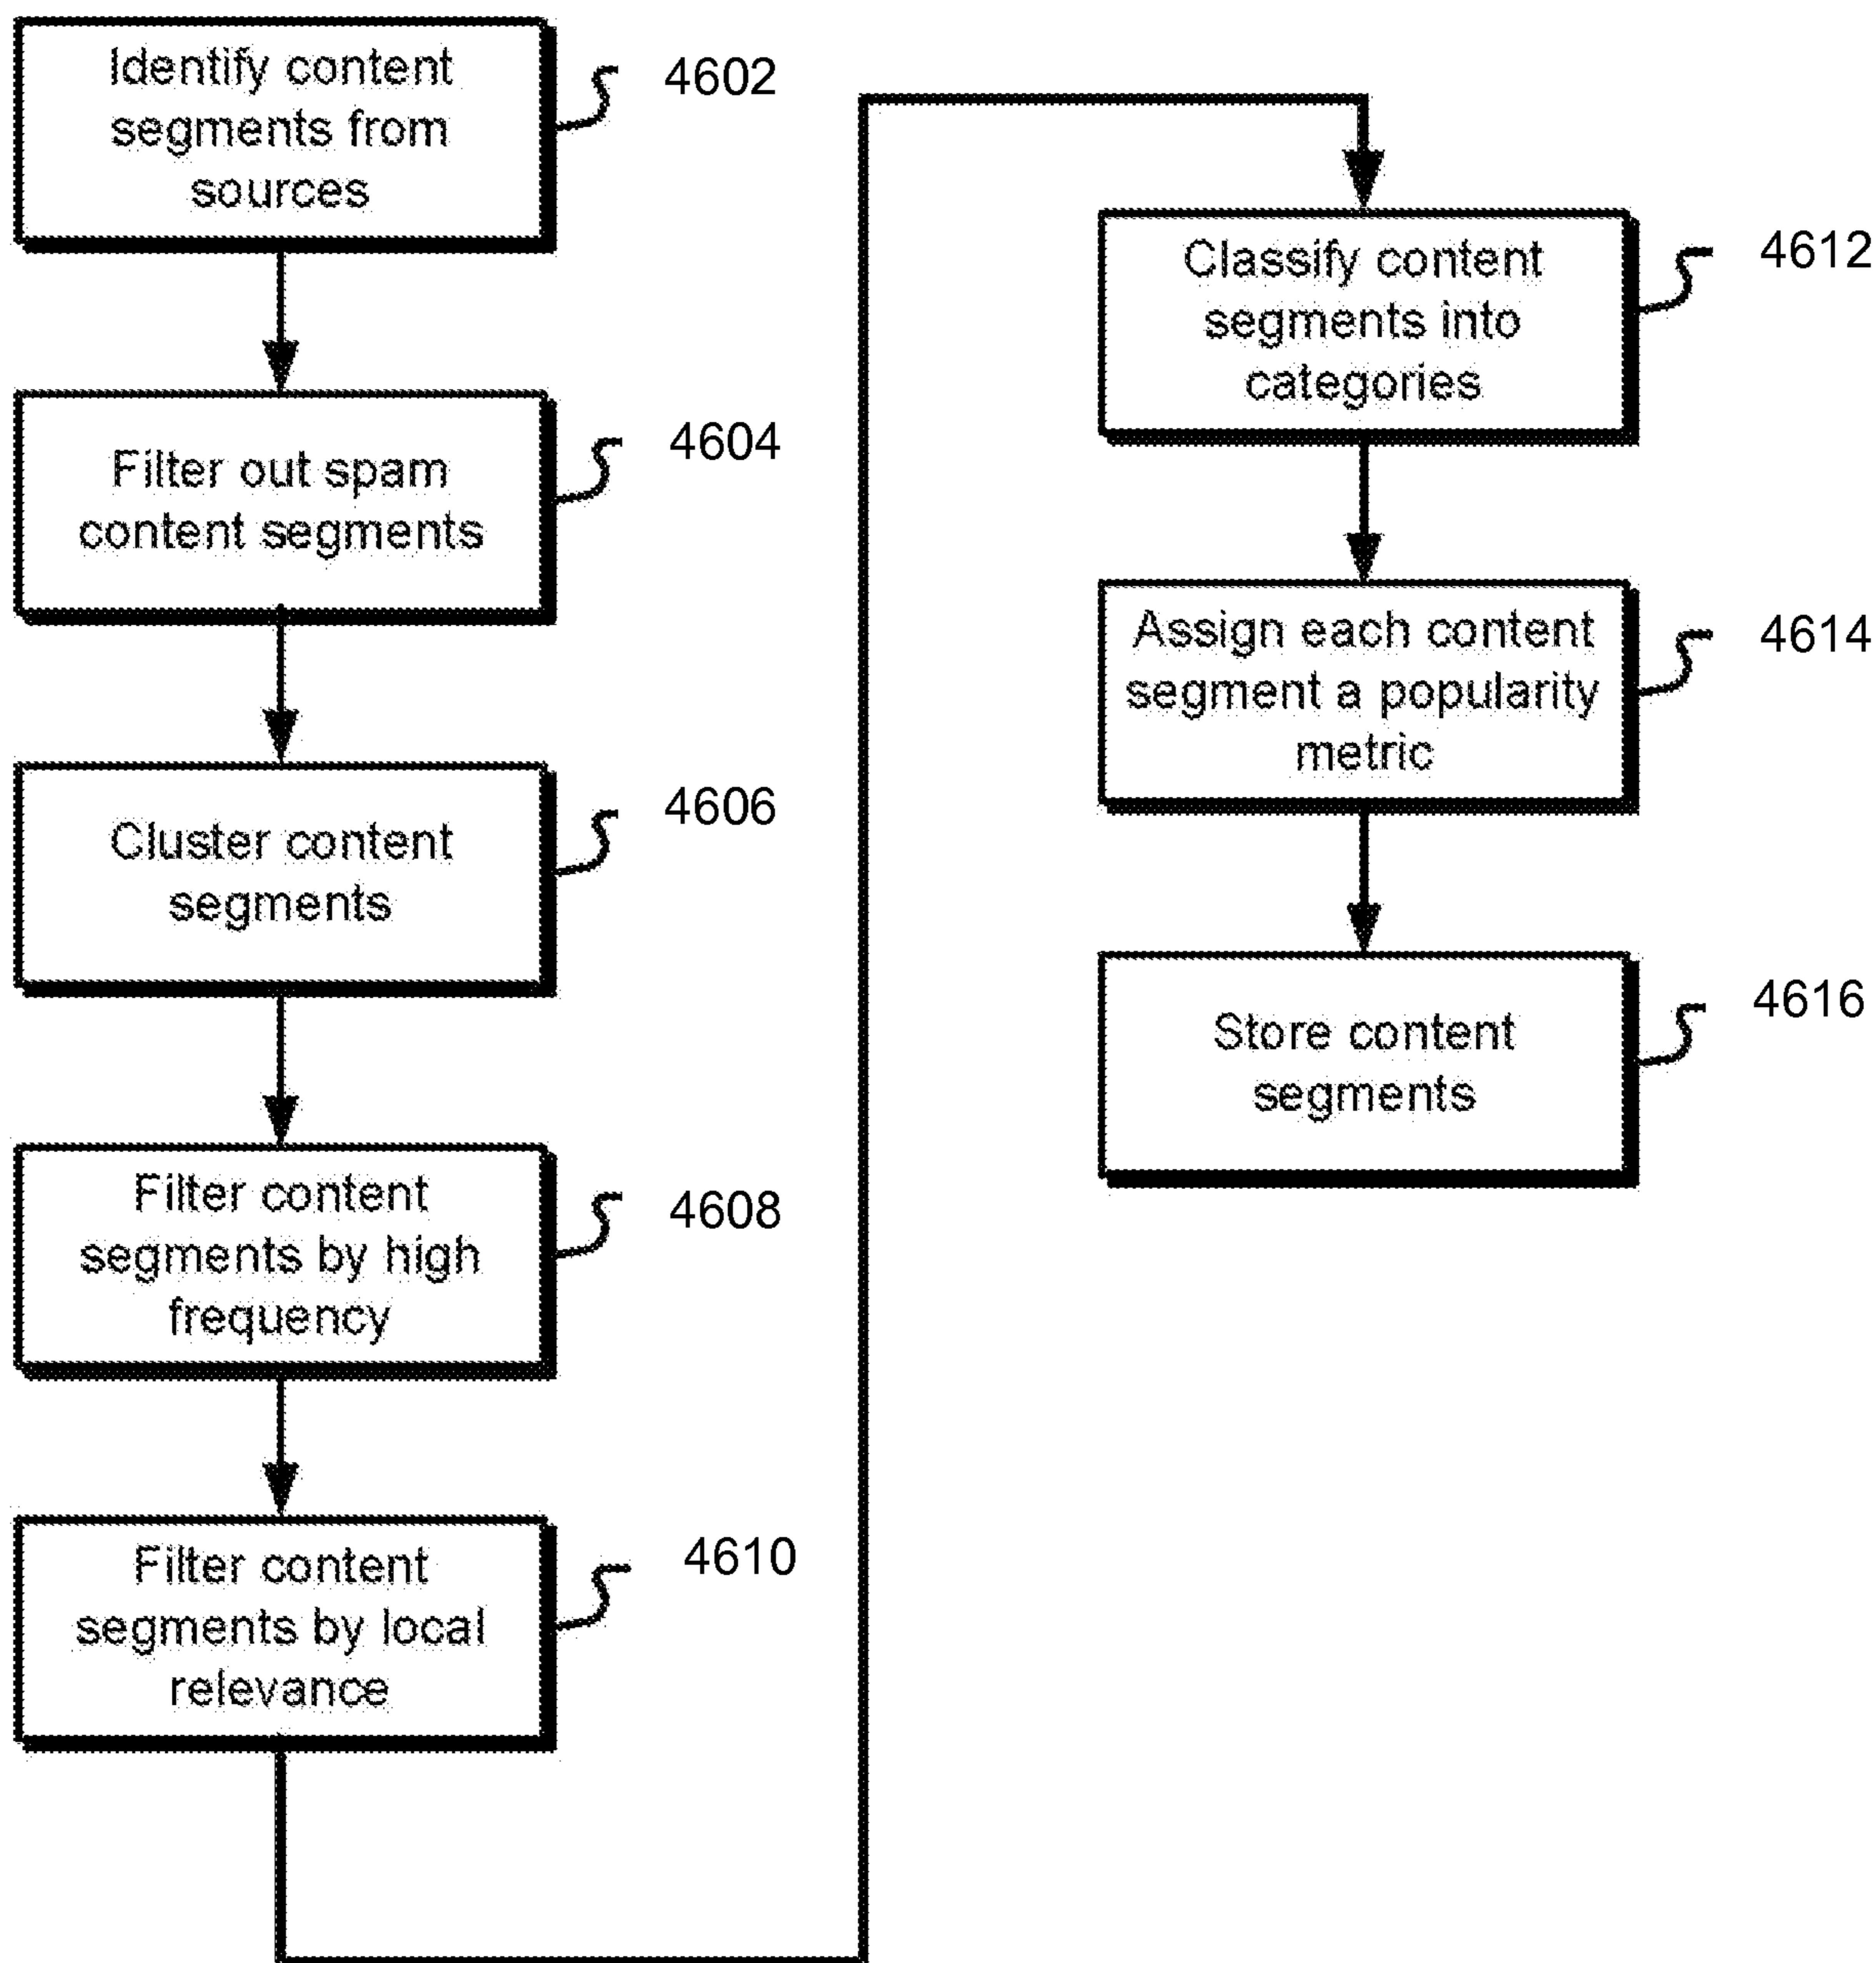 Identify content
segments from
sources
4602
Filter out spam
content segments
4604
Cluster content
segments
4606
Filter content
segments by high
frequency
4608
Filter content
segments by local
relevance
4610
Classify content
segments into
categories
4612
Assign each content
segment a popularity
metric
4614
Store content
segments
4616